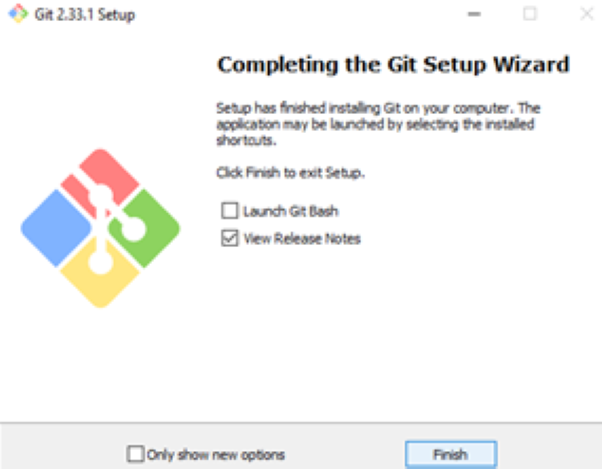 Git 2.33.1 Setup
Completing the Git Setup Wizard
Setup has finished installing Git on your computer. The
application may be launched by selecting the installed
shortcuts.
Click Finish to exit Setup.
Launch Git Bash
View Release Notes
Only show new options
Finish